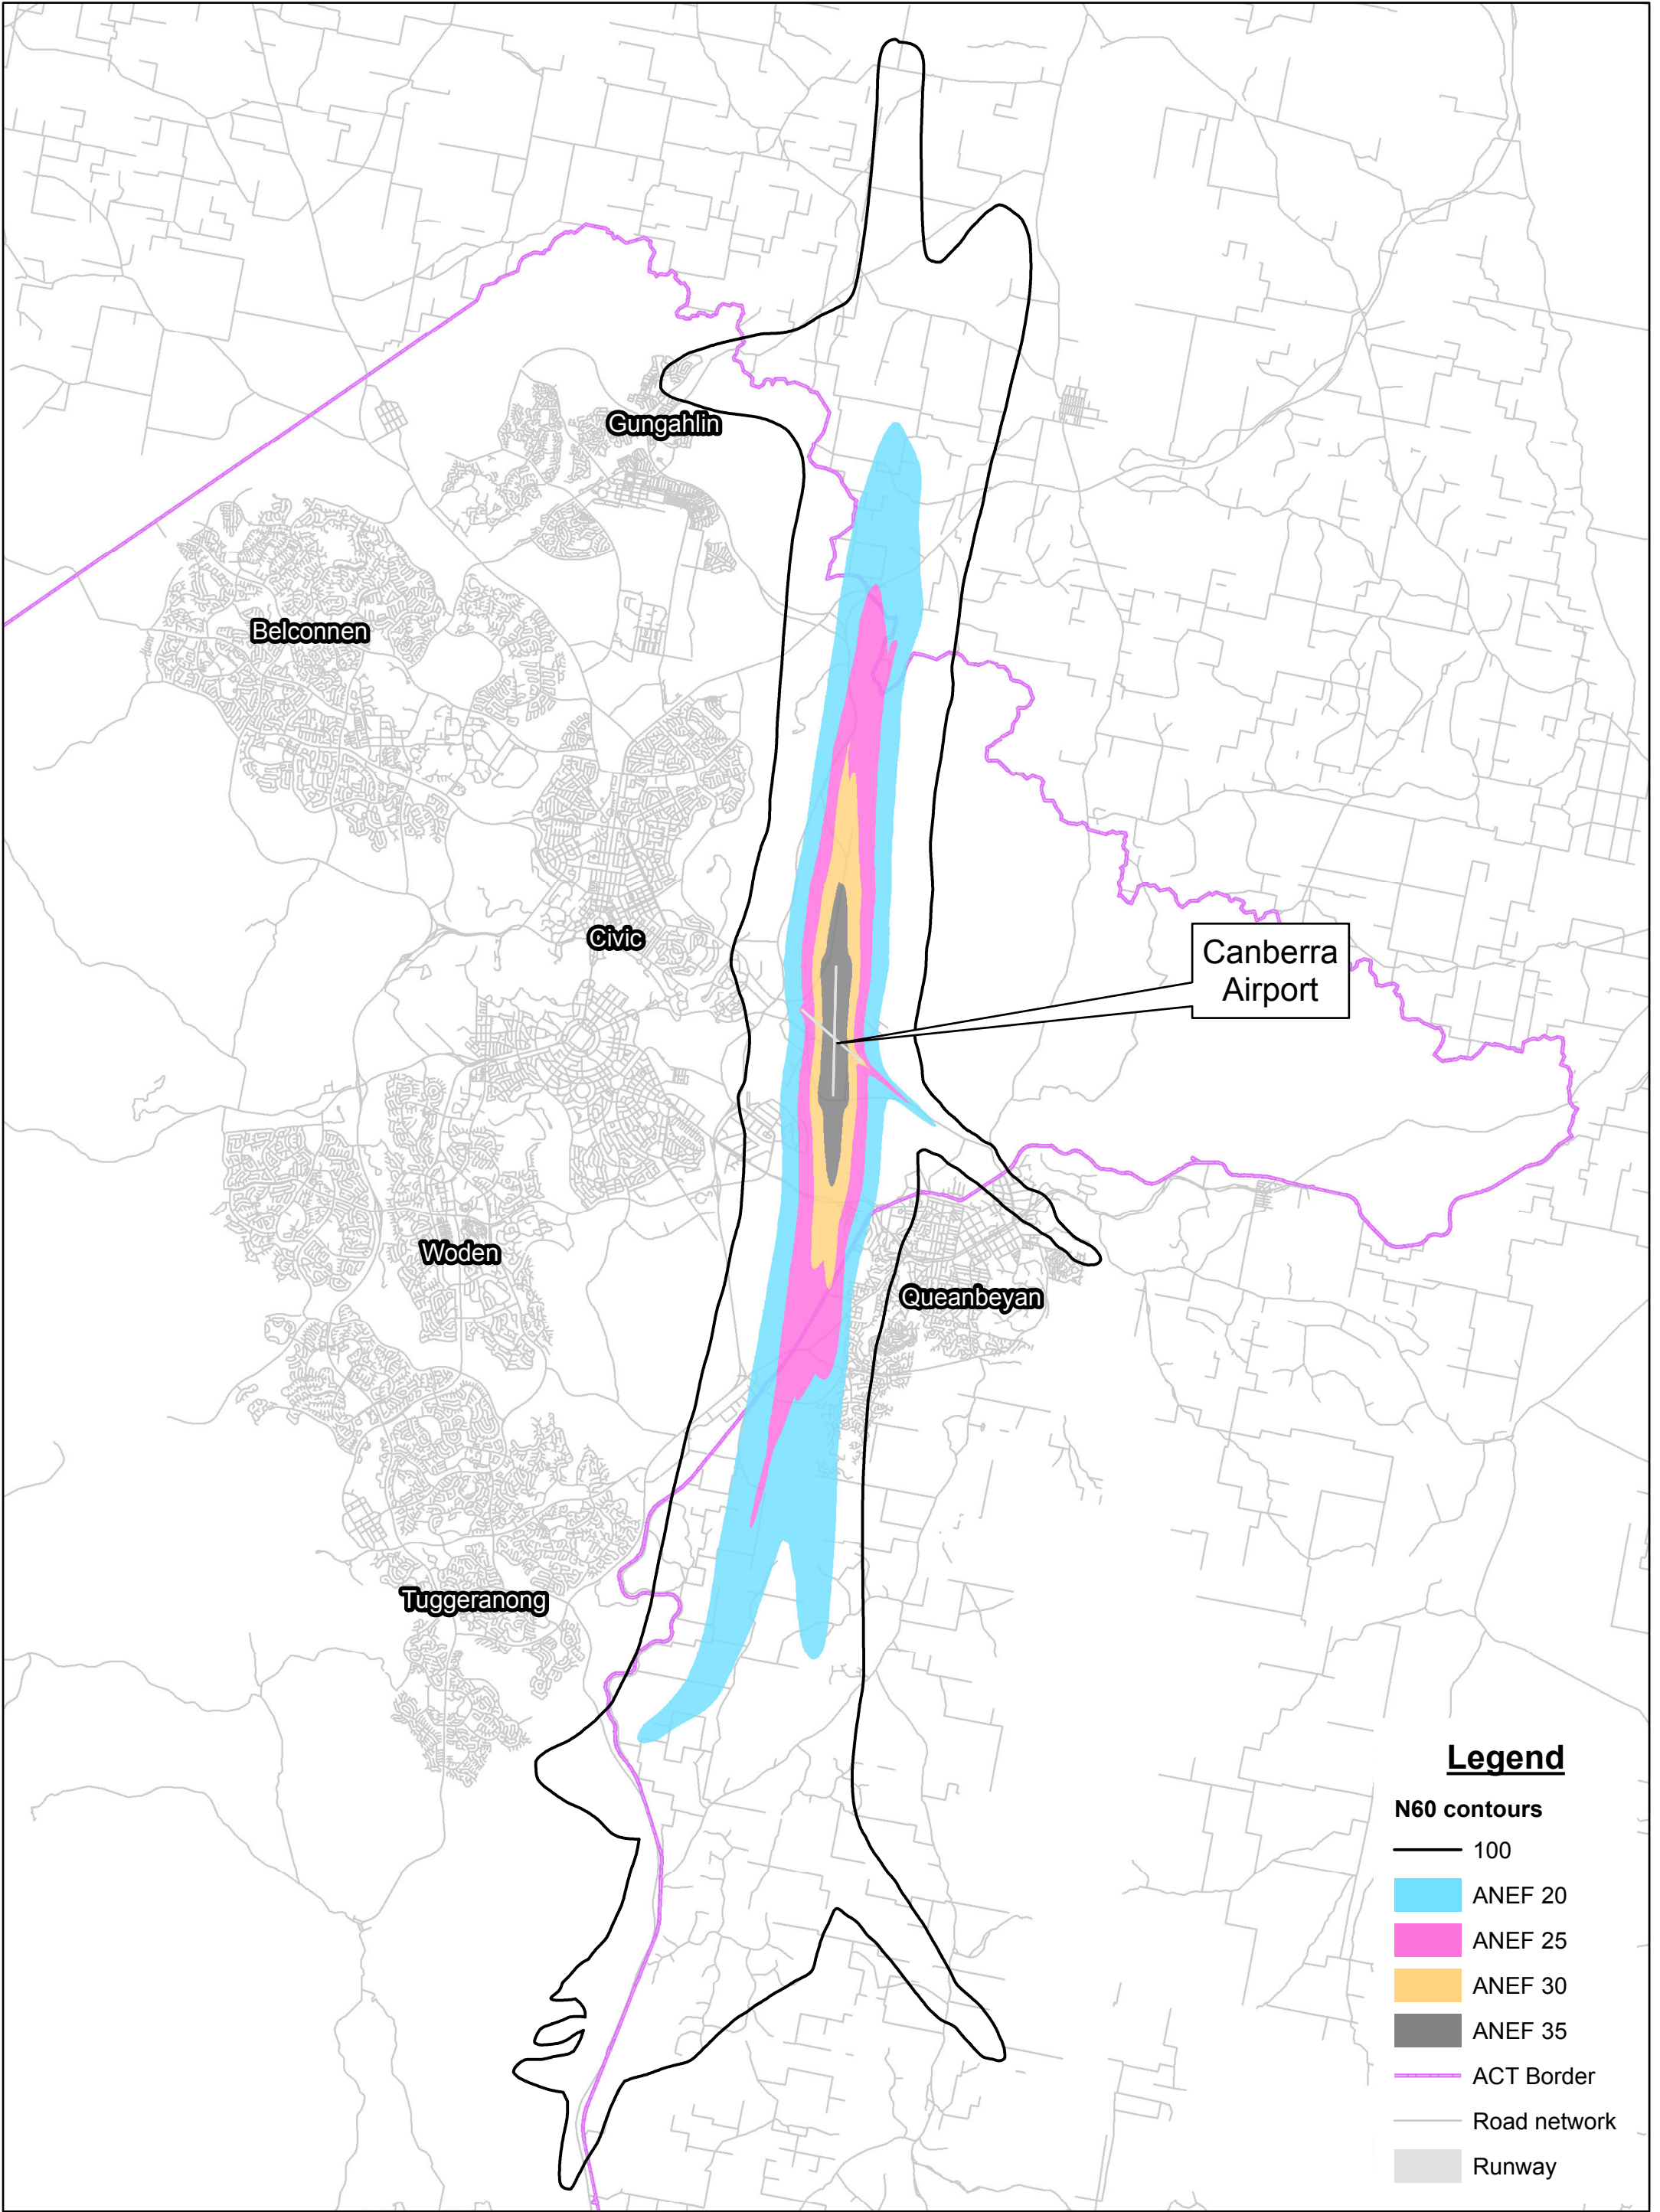 Gungahlin
Belconnen
Civic
Canberra
Airport
Woden
Queanbeyan
Tuggeranong
Legend
N60 contours
100
ANEF 20
ANEF 25
ANEF 30
ANEF 35
ACT Border
Road network
Runway